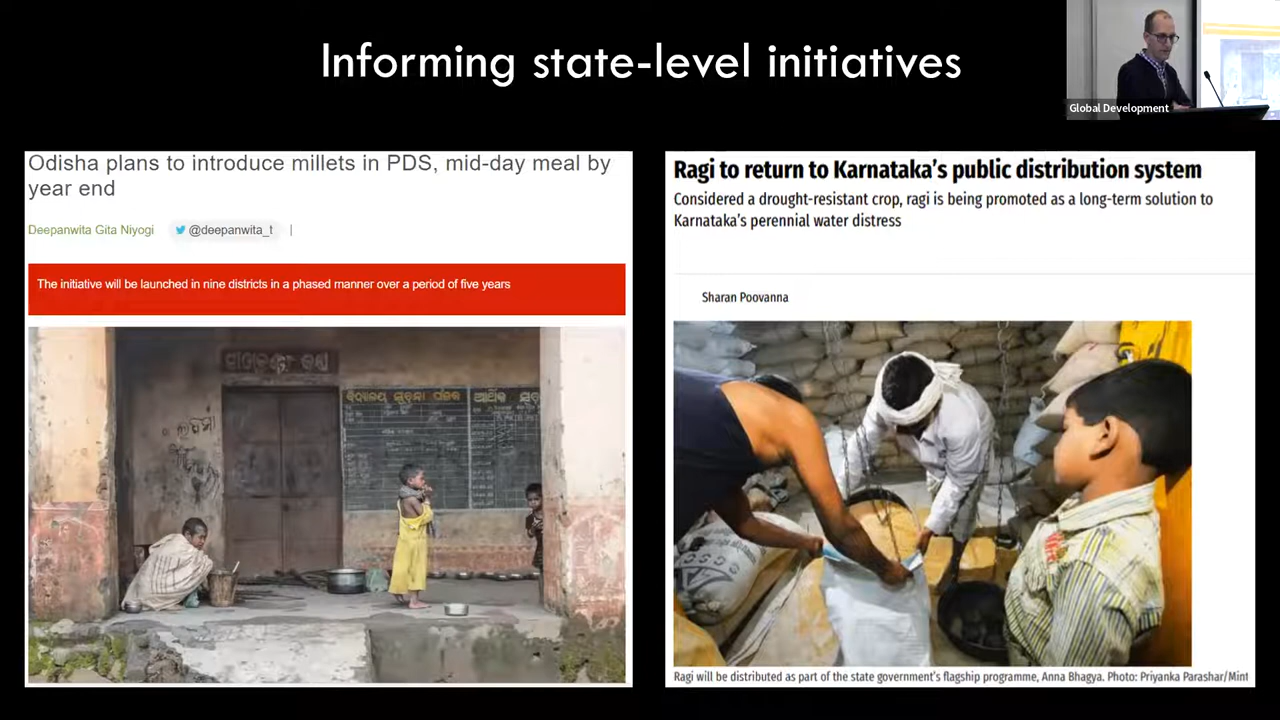 Informing state-level initiatives
Global Development
Odisha plans to introduce millets in PDS, mid-day meal by
year end
Deepanwita Gita Niyogi @deepanwita_t |
The initiative will be launched in nine districts in a phased manner over a period of five years
Ragi to return to Karnataka's public distribution system
Considered a drought-resistant crop, ragi is being promoted as a long-term solution to
Karnataka's perennial water distress
Sharan Poovanna
Ragi will be distributed as part of the state government's flagship programme, Anna Bhagya. Photo: Priyanka Parashar/Mint